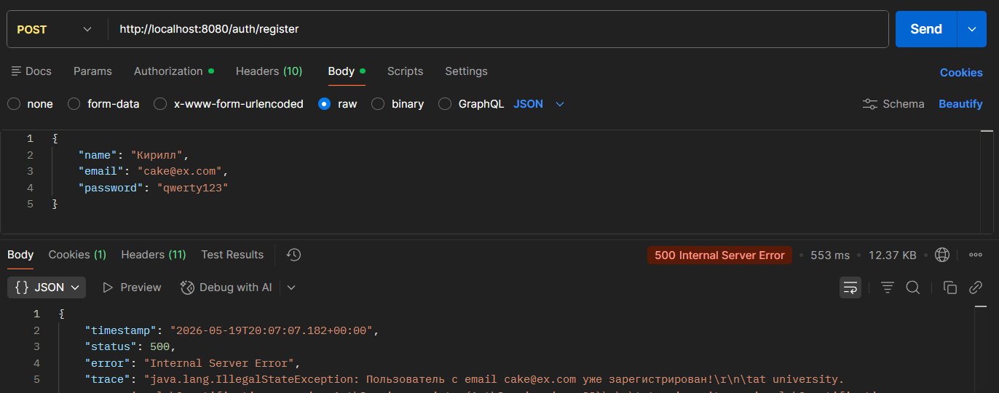 POST http://localhost:8080/auth/register Send
Docs Params Authorization Headers (10) Body Scripts Settings Cookies
none form-data x-www-form-urlencoded raw binary GraphQL JSON Schema Beautify
1 {
2 "name": "Кирилл",
3 "email": "cake@ex.com",
4 "password": "qwerty123"
5 }
Body Cookies (1) Headers (11) Test Results 500 Internal Server Error • 553 ms • 12.37 KB •
{} JSON Preview Debug with AI
1 {
2 "timestamp": "2026-05-19T20:07:07.182+00:00",
3 "status": 500,
4 "error": "Internal Server Error",
5 "trace": "java.lang.IllegalStateException: Пользователь с email cake@ex.com уже зарегистрирован!\r\n\tat university.